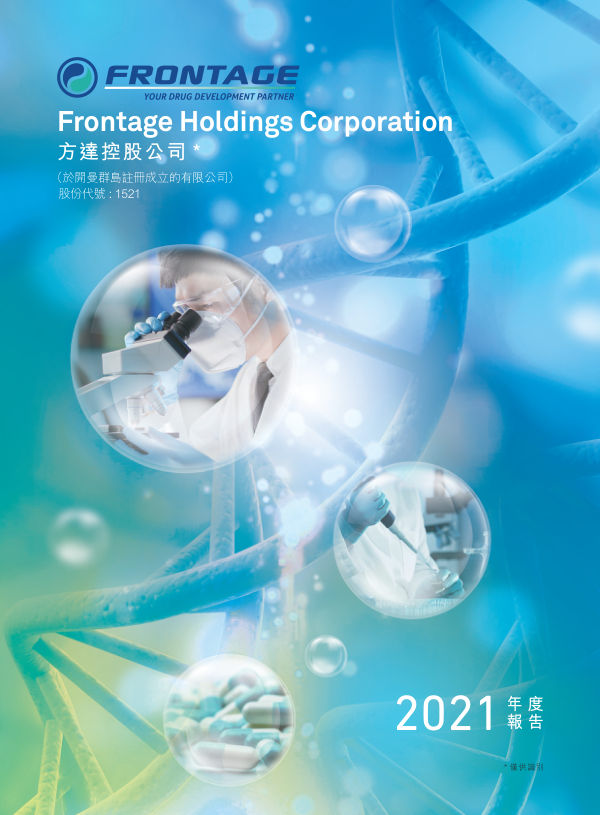 FRONTAGE
YOUR DRUG DEVELOPMENT PARTNER
Frontage Holdings Corporation
方達控股公司*
(於開曼群島註冊成立的有限公司)
股份代號 : 1521
2021 年度
報告
* 僅供識別